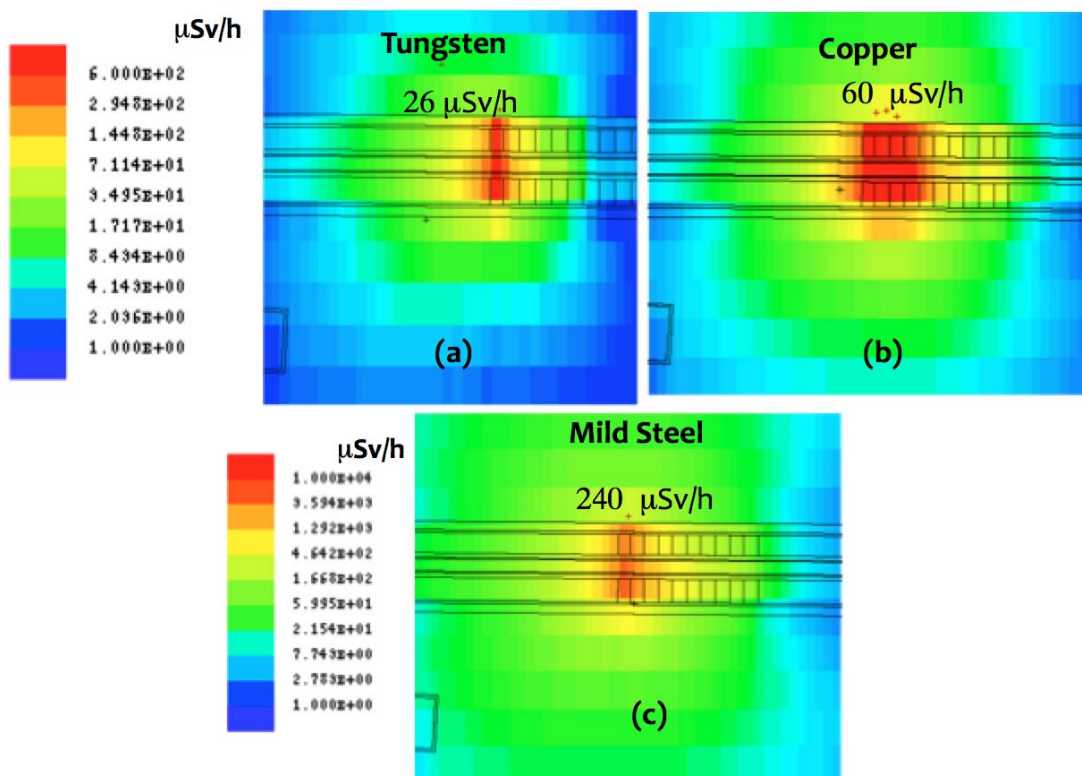 μSv/h
6.000E+02
2.948E+02
1.448E+02
7.114E+01
3.495E+01
1.717E+01
8.434E+00
4.143E+00
2.036E+00
1.000E+00
Tungsten
26 μSv/h
(a)
Copper
60 μSv/h
(b)
μSv/h
1.000E+04
3.594E+03
1.292E+03
4.642E+02
1.668E+02
5.995E+01
2.154E+01
7.743E+00
2.783E+00
1.000E+00
Mild Steel
240 μSv/h
(c)